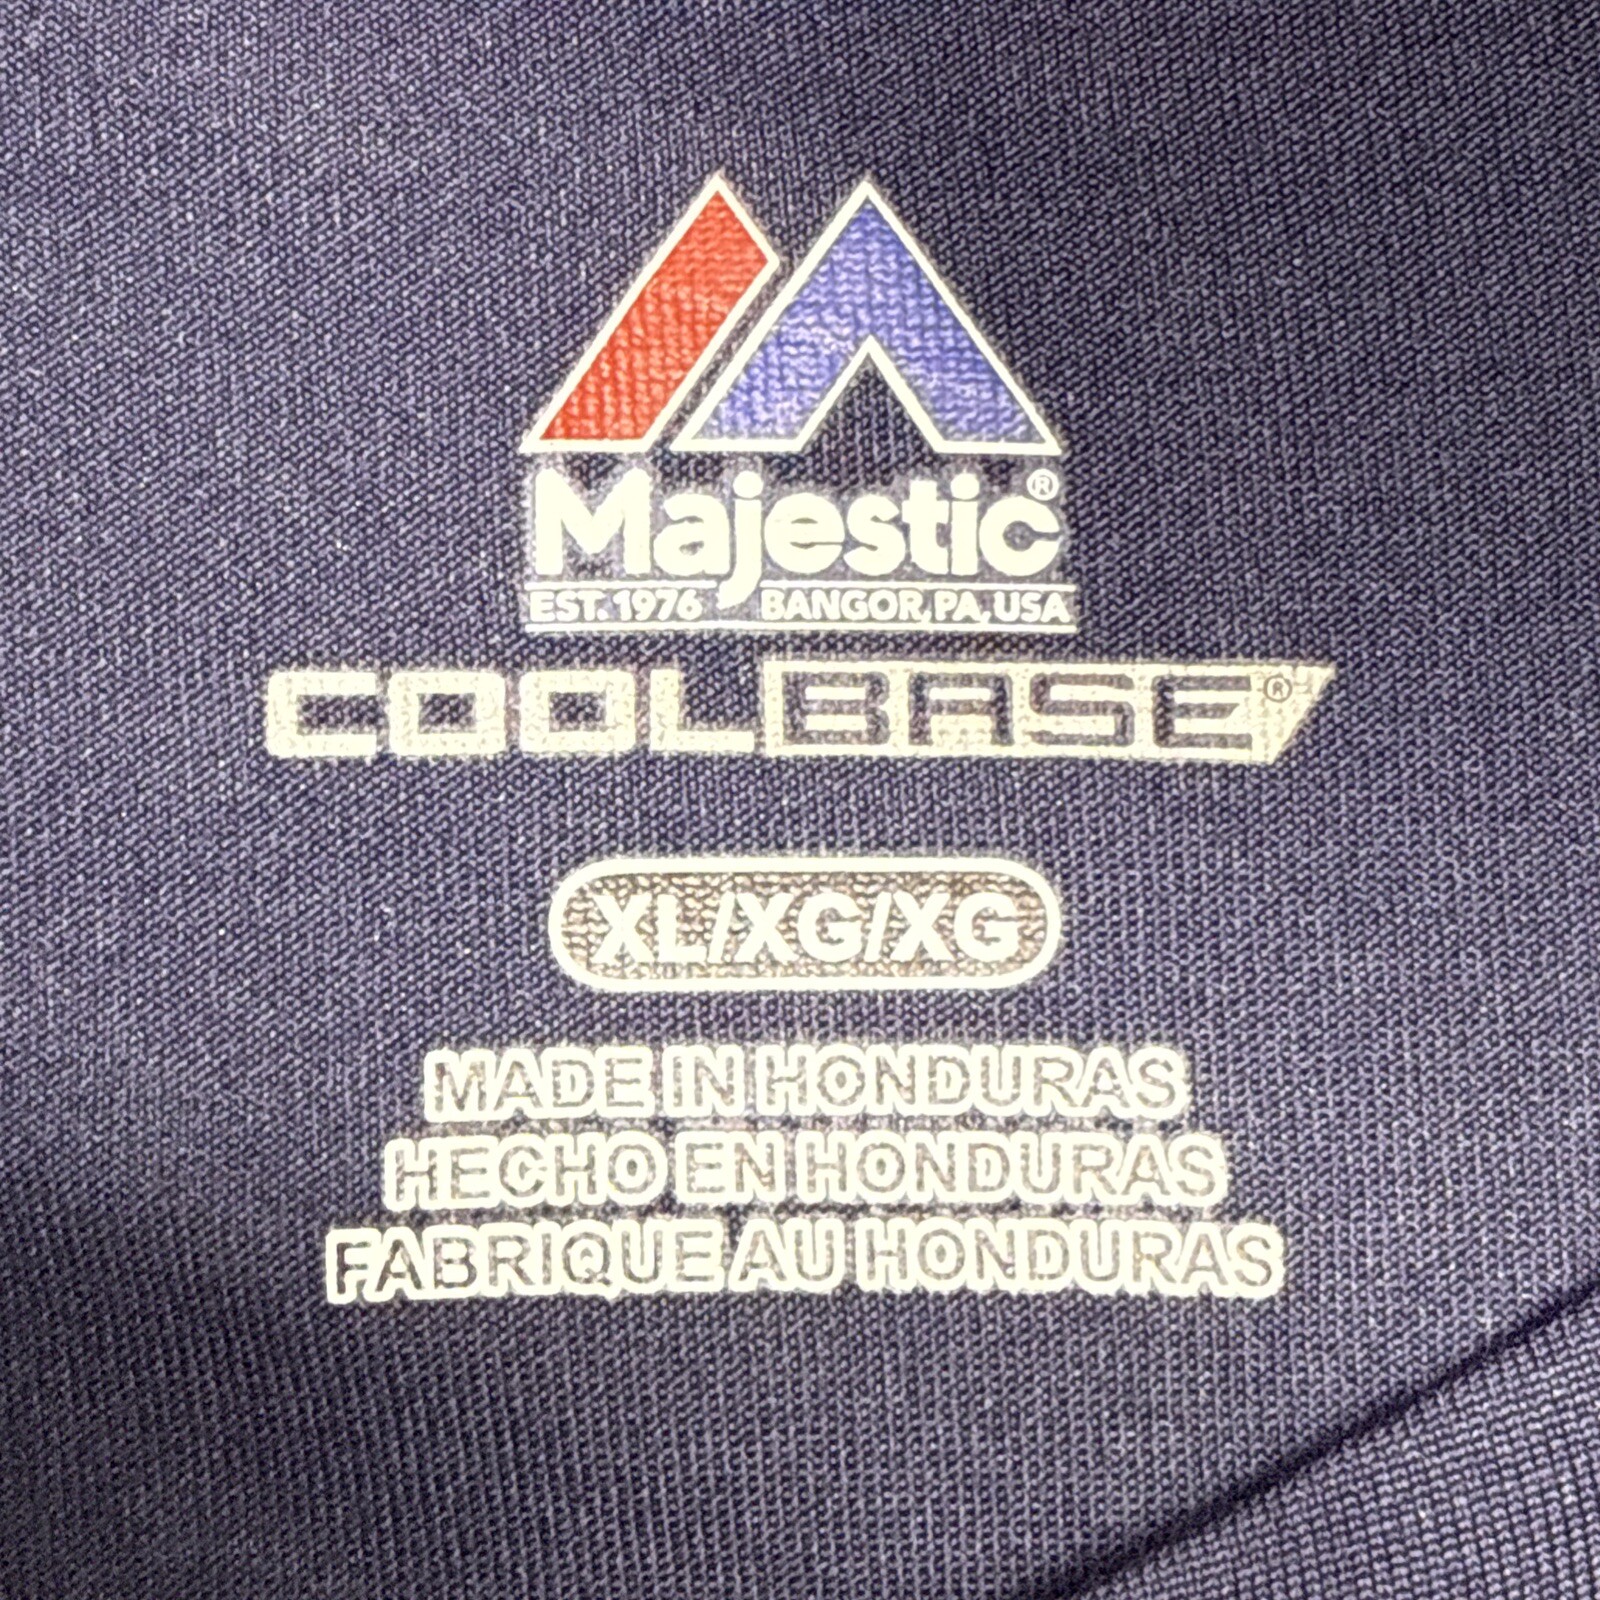 Majestic®
EST. 1976 BANGOR, PA, USA
COOLBASE®
XL/XG/XG
MADE IN HONDURAS
HECHO EN HONDURAS
FABRIQUE AU HONDURAS